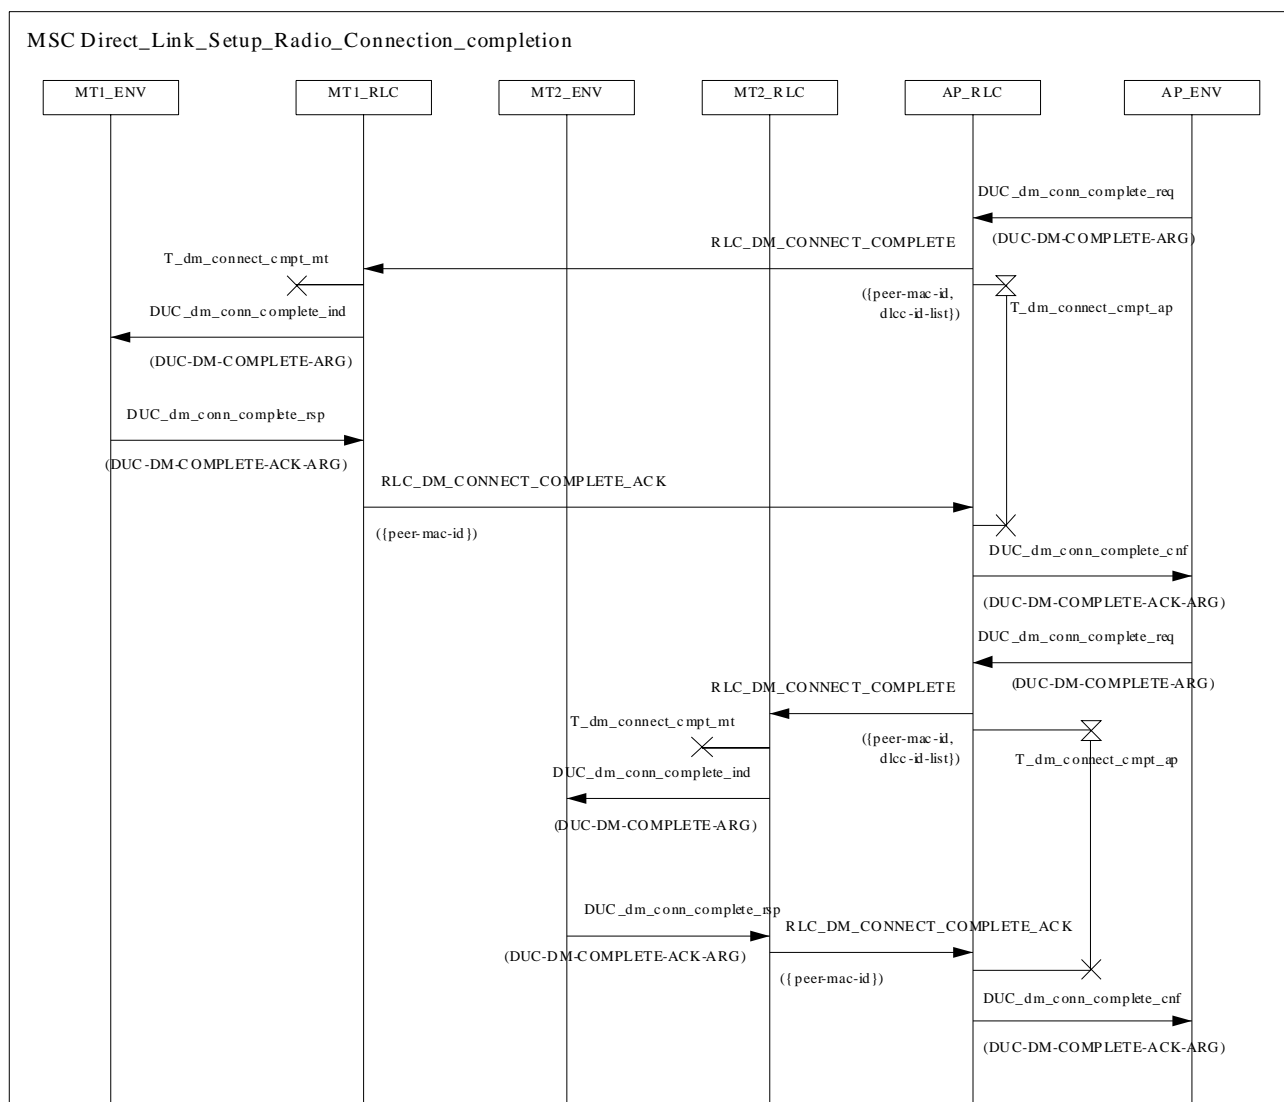 MSC Direct_Link_Setup_Radio_Connection_completion
MT1_ENV
MT1_RLC
MT2_ENV
MT2_RLC
AP_RLC
AP_ENV
DUC_dm_conn_complete_req
(DUC-DM-COMPLETE-ARG)
RLC_DM_CONNECT_COMPLETE
T_dm_connect_cmpt_mt
({peer-mac-id,
dlcc-id-list})
T_dm_connect_cmpt_ap
DUC_dm_conn_complete_ind
(DUC-DM-COMPLETE-ARG)
DUC_dm_conn_complete_rsp
(DUC-DM-COMPLETE-ACK-ARG)
RLC_DM_CONNECT_COMPLETE_ACK
({peer-mac-id})
DUC_dm_conn_complete_cnf
(DUC-DM-COMPLETE-ACK-ARG)
DUC_dm_conn_complete_req
(DUC-DM-COMPLETE-ARG)
RLC_DM_CONNECT_COMPLETE
T_dm_connect_cmpt_mt
({peer-mac-id,
dlcc-id-list})
T_dm_connect_cmpt_ap
DUC_dm_conn_complete_ind
(DUC-DM-COMPLETE-ARG)
DUC_dm_conn_complete_rsp
(DUC-DM-COMPLETE-ACK-ARG)
RLC_DM_CONNECT_COMPLETE_ACK
({peer-mac-id})
DUC_dm_conn_complete_cnf
(DUC-DM-COMPLETE-ACK-ARG)